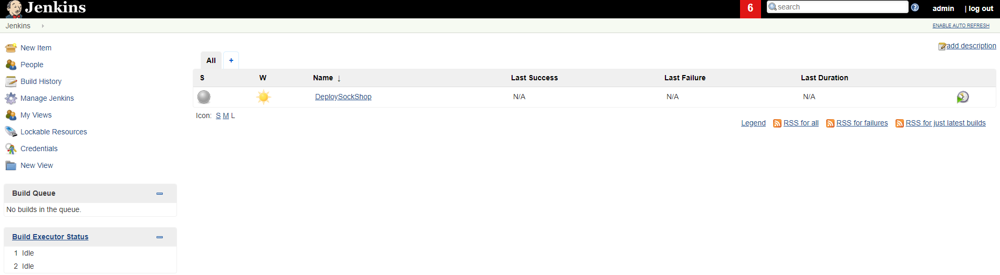 Jenkins
6
search
admin
| log out
Jenkins
ENABLE AUTO REFRESH
New Item
People
Build History
Manage Jenkins
My Views
Lockable Resources
Credentials
New View
Build Queue
No builds in the queue.
Build Executor Status
1 Idle
2 Idle
add description
All +
S W Name ↓ Last Success Last Failure Last Duration
DeploySockShop N/A N/A N/A
Icon: S M L
Legend RSS for all RSS for failures RSS for just latest builds